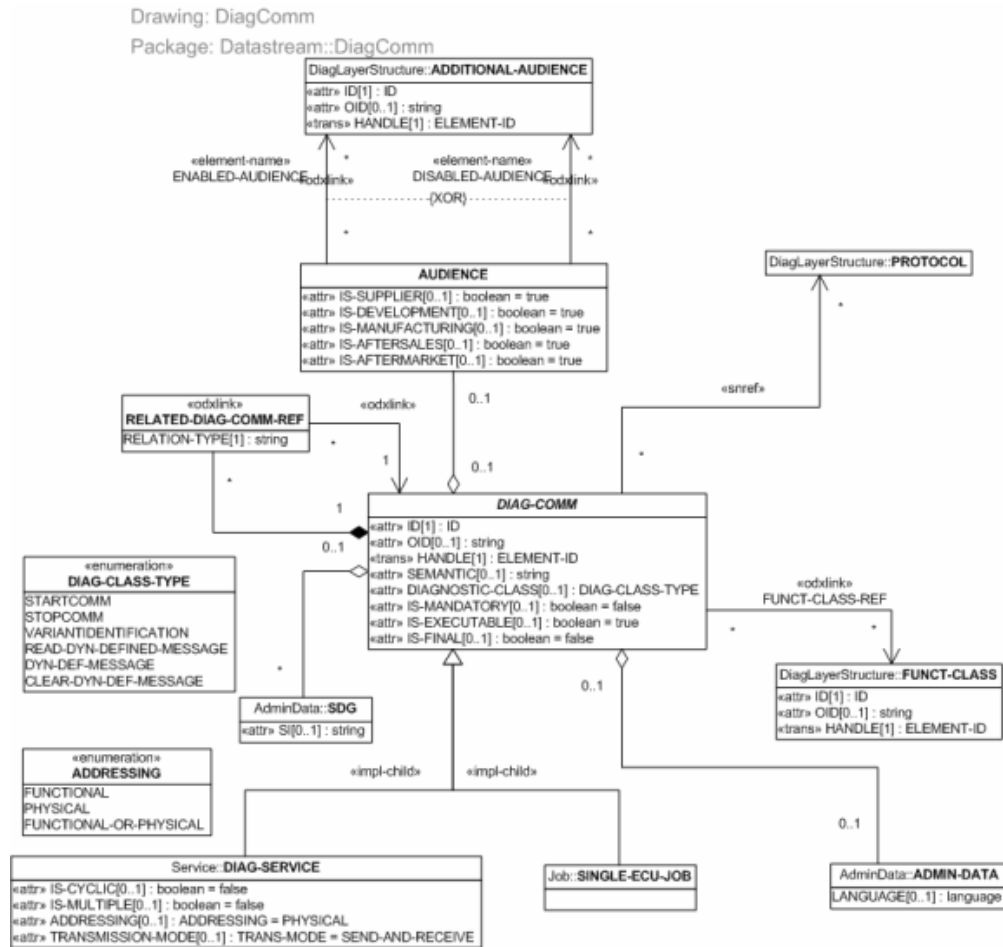 Drawing: DiagComm
Package: Datastream::DiagComm
DiagLayerStructure::ADDITIONAL-AUDIENCE
«attr» ID[1] : ID
«attr» OID[0..1] : string
«trans» HANDLE[1] : ELEMENT-ID
«element-name»
ENABLED-AUDIENCE
«odxlink»
*
*
«element-name»
DISABLED-AUDIENCE
«odxlink»
*
*
{XOR}
AUDIENCE
«attr» IS-SUPPLIER[0..1] : boolean = true
«attr» IS-DEVELOPMENT[0..1] : boolean = true
«attr» IS-MANUFACTURING[0..1] : boolean = true
«attr» IS-AFTERSALES[0..1] : boolean = true
«attr» IS-AFTERMARKET[0..1] : boolean = true
DiagLayerStructure::PROTOCOL
*
«snref»
*
0..1
0..1
«odxlink»
RELATED-DIAG-COMM-REF
RELATION-TYPE[1] : string
«odxlink»
*
1
*
1
DIAG-COMM
«attr» ID[1] : ID
«attr» OID[0..1] : string
«trans» HANDLE[1] : ELEMENT-ID
«attr» SEMANTIC[0..1] : string
«attr» DIAGNOSTIC-CLASS[0..1] : DIAG-CLASS-TYPE
«attr» IS-MANDATORY[0..1] : boolean = false
«attr» IS-EXECUTABLE[0..1] : boolean = true
«attr» IS-FINAL[0..1] : boolean = false
0..1
*
«enumeration»
DIAG-CLASS-TYPE
STARTCOMM
STOPCOMM
VARIANTIDENTIFICATION
READ-DYN-DEFINED-MESSAGE
DYN-DEF-MESSAGE
CLEAR-DYN-DEF-MESSAGE
«odxlink»
FUNCT-CLASS-REF
*
*
DiagLayerStructure::FUNCT-CLASS
«attr» ID[1] : ID
«attr» OID[0..1] : string
«trans» HANDLE[1] : ELEMENT-ID
AdminData::SDG
«attr» SI[0..1] : string
0..1
«enumeration»
ADDRESSING
FUNCTIONAL
PHYSICAL
FUNCTIONAL-OR-PHYSICAL
«impl-child»
«impl-child»
0..1
Service::DIAG-SERVICE
«attr» IS-CYCLIC[0..1] : boolean = false
«attr» IS-MULTIPLE[0..1] : boolean = false
«attr» ADDRESSING[0..1] : ADDRESSING = PHYSICAL
«attr» TRANSMISSION-MODE[0..1] : TRANS-MODE = SEND-AND-RECEIVE
Job::SINGLE-ECU-JOB
AdminData::ADMIN-DATA
LANGUAGE[0..1] : language